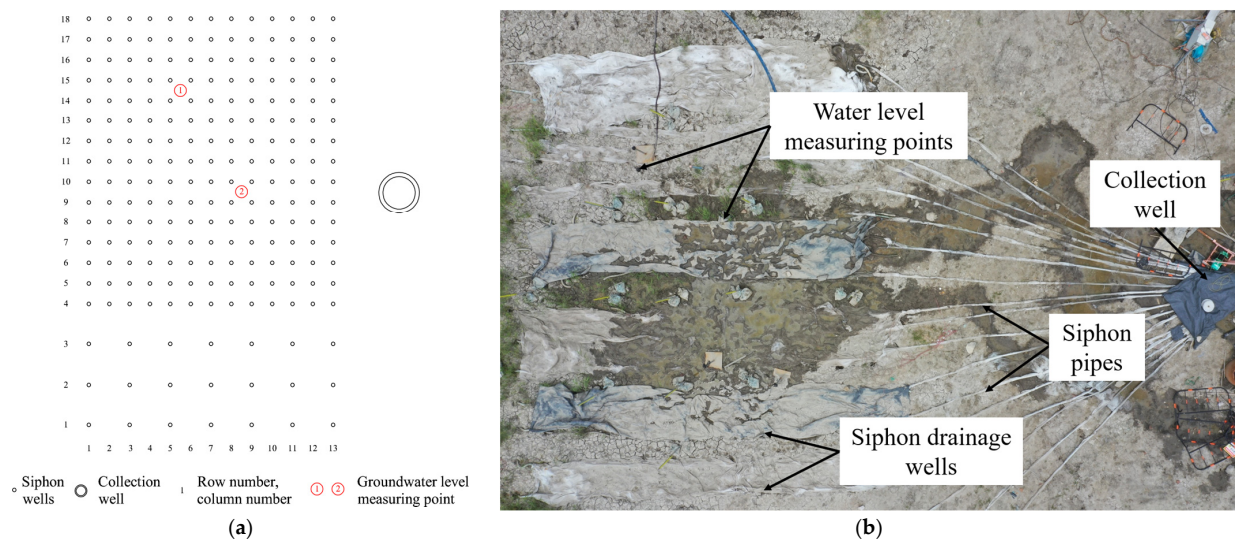 18
17
16
15
1
14
13
12
11
10
2
9
8
7
6
5
4
3
2
1
1 2 3 4 5 6 7 8 9 10 11 12 13
Siphon
wells
Collection
well
1
Row number,
column number
1 2
Groundwater level
measuring point
(a)
Water level
measuring points
Collection
well
Siphon
pipes
Siphon drainage
wells
(b)